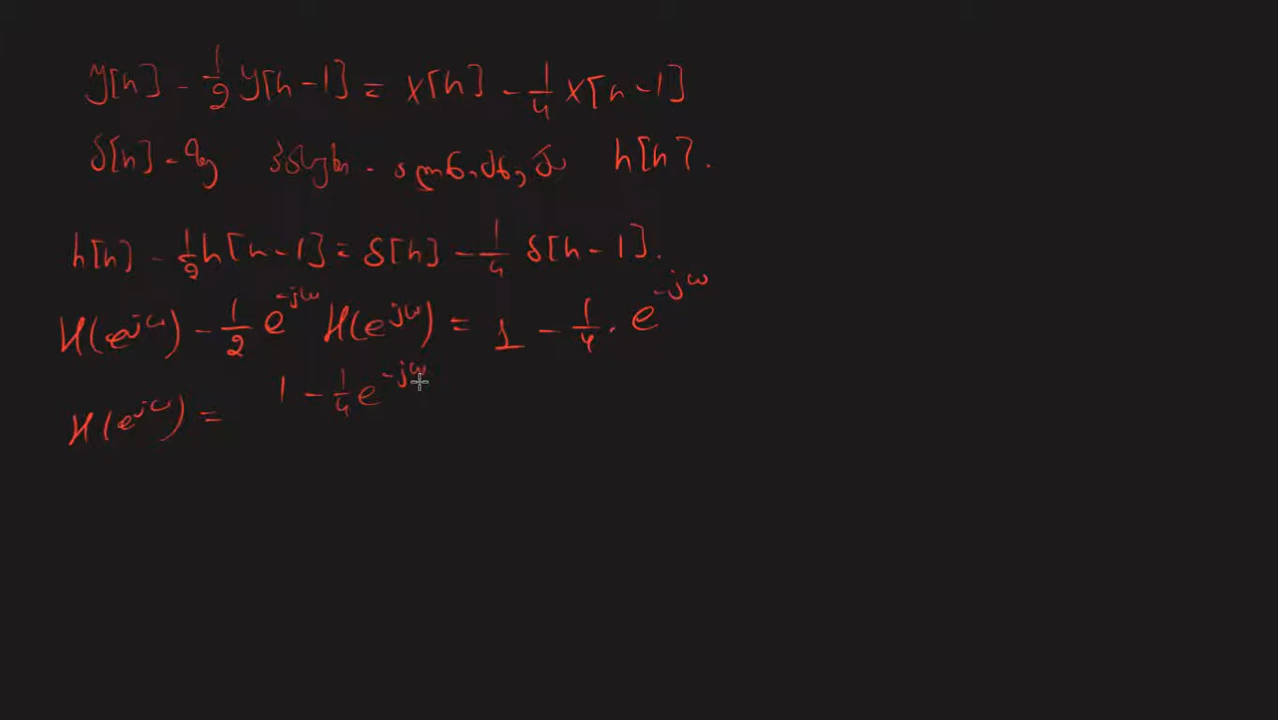 y[n] - 1/2 y[n-1] = x[n] - 1/4 x[n-1]
δ[n] - ზე h[n].
h[n] - 1/2 h[n-1] = δ[n] - 1/4 δ[n-1].
H(e^{jω}) - 1/2 e^{-jω} H(e^{jω}) = 1 - 1/4 · e^{-jω}
H(e^{jω}) = 1 - 1/4 e^{-jω}